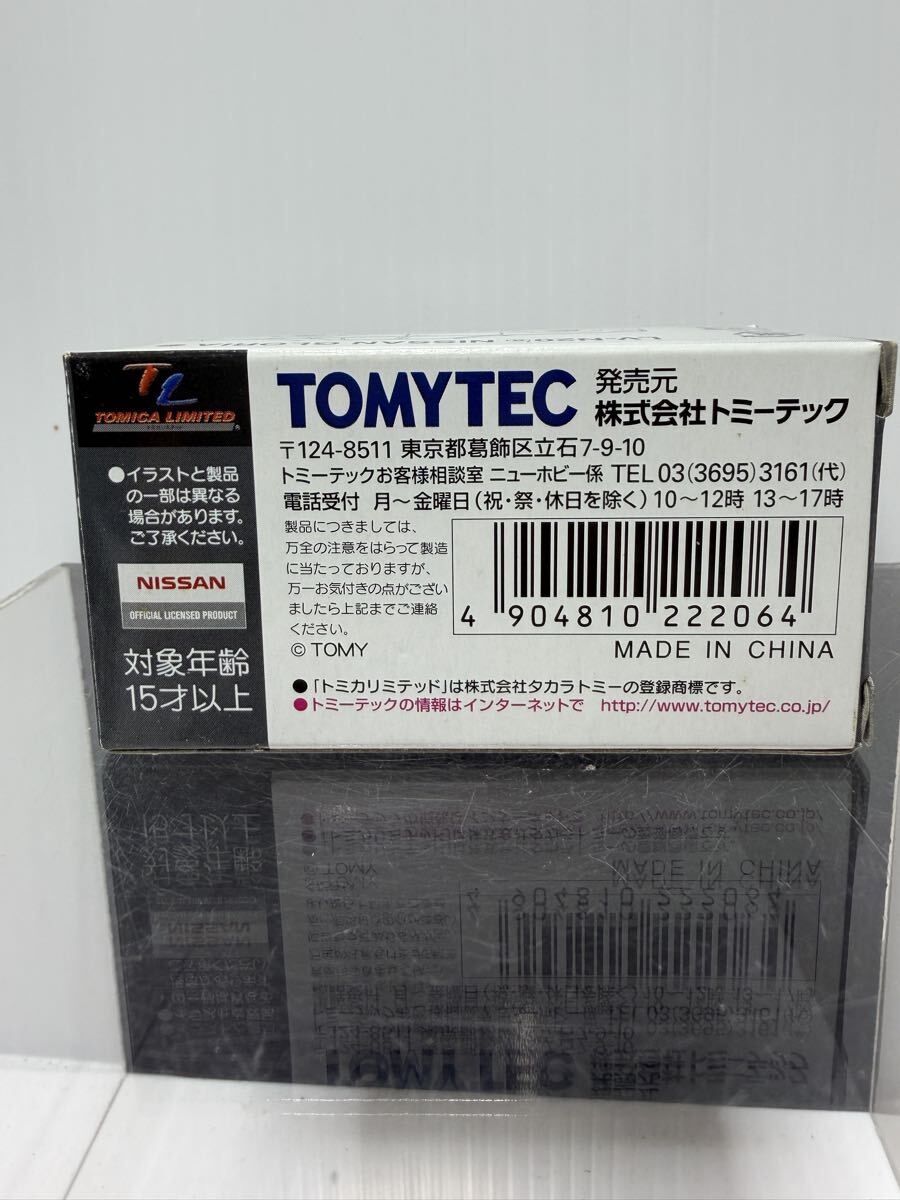 LV-N20 NISSAN GLORIA
TL
TOMICA LIMITED
●イラストと製品
の一部は異なる
場合があります。
ご了承ください。
NISSAN
OFFICIAL LICENSED PRODUCT
対象年齢
15才以上
TOMYTEC
発売元
株式会社トミーテック
〒124-8511 東京都葛飾区立石7-9-10
トミーテックお客様相談室 ニューホビー係 TEL 03(3695)3161(代)
電話受付 月〜金曜日(祝・祭・休日を除く)10〜12時 13〜17時
製品につきましては、
万全の注意をはらって製造
に当たっておりますが、
万一お気付きの点がござい
ましたら上記までご連絡
ください。
© TOMY
4 904810 222064
MADE IN CHINA
●「トミカリミテッド」は株式会社タカラトミーの登録商標です。
●トミーテックの情報はインターネットで http://www.tomytec.co.jp/